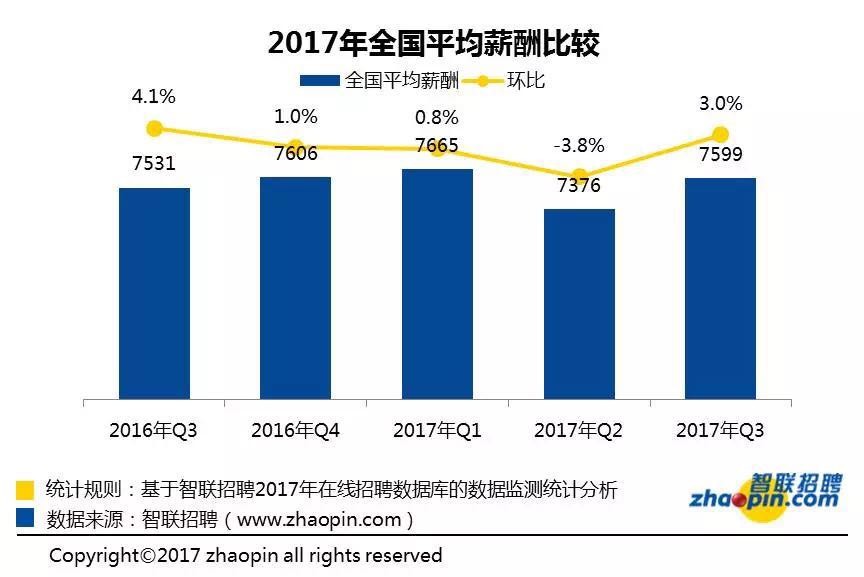 2017年全国平均薪酬比较
全国平均薪酬 环比
4.1% 1.0% 0.8% -3.8% 3.0%
7531 7606 7665 7376 7599
2016年Q3 2016年Q4 2017年Q1 2017年Q2 2017年Q3
统计规则：基于智联招聘2017年在线招聘数据库的数据监测统计分析
数据来源：智联招聘（www.zhaopin.com）
智联招聘
zhaopin.com
Copyright©2017 zhaopin all rights reserved